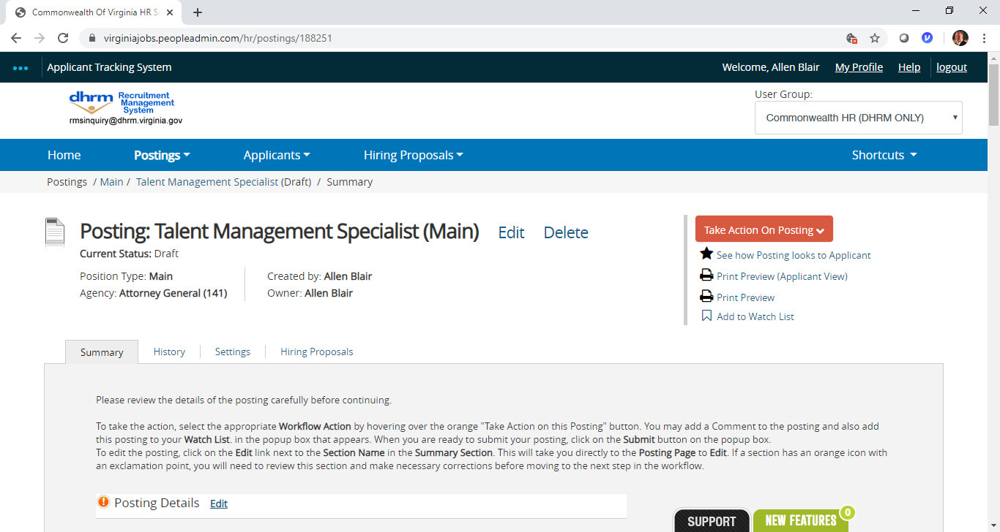 Commonwealth Of Virginia HR S
virginiajobs.peopleadmin.com/hr/postings/188251
Applicant Tracking System
Welcome, Allen Blair My Profile Help logout
dhrm Recruitment Management System
rmsinquiry@dhrm.virginia.gov
User Group:
Commonwealth HR (DHRM ONLY)
Home Postings Applicants Hiring Proposals Shortcuts
Postings / Main / Talent Management Specialist (Draft) / Summary
Posting: Talent Management Specialist (Main) Edit Delete
Current Status: Draft
Position Type: Main
Agency: Attorney General (141)
Created by: Allen Blair
Owner: Allen Blair
Take Action On Posting
See how Posting looks to Applicant
Print Preview (Applicant View)
Print Preview
Add to Watch List
Summary History Settings Hiring Proposals
Please review the details of the posting carefully before continuing.
To take the action, select the appropriate Workflow Action by hovering over the orange "Take Action on this Posting" button. You may add a Comment to the posting and also add
this posting to your Watch List. in the popup box that appears. When you are ready to submit your posting, click on the Submit button on the popup box.
To edit the posting, click on the Edit link next to the Section Name in the Summary Section. This will take you directly to the Posting Page to Edit. If a section has an orange icon with
an exclamation point, you will need to review this section and make necessary corrections before moving to the next step in the workflow.
Posting Details Edit
SUPPORT
NEW FEATURES 0